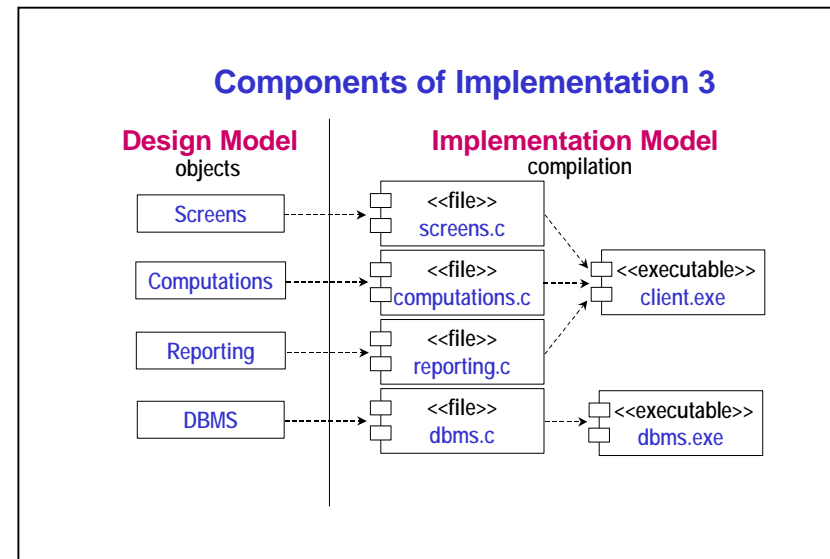 Components of Implementation 3
Design Model
objects
Implementation Model
compilation
Screens
<<file>>
screens.c
Computations
<<file>>
computations.c
<<executable>>
client.exe
Reporting
<<file>>
reporting.c
DBMS
<<file>>
dbms.c
<<executable>>
dbms.exe